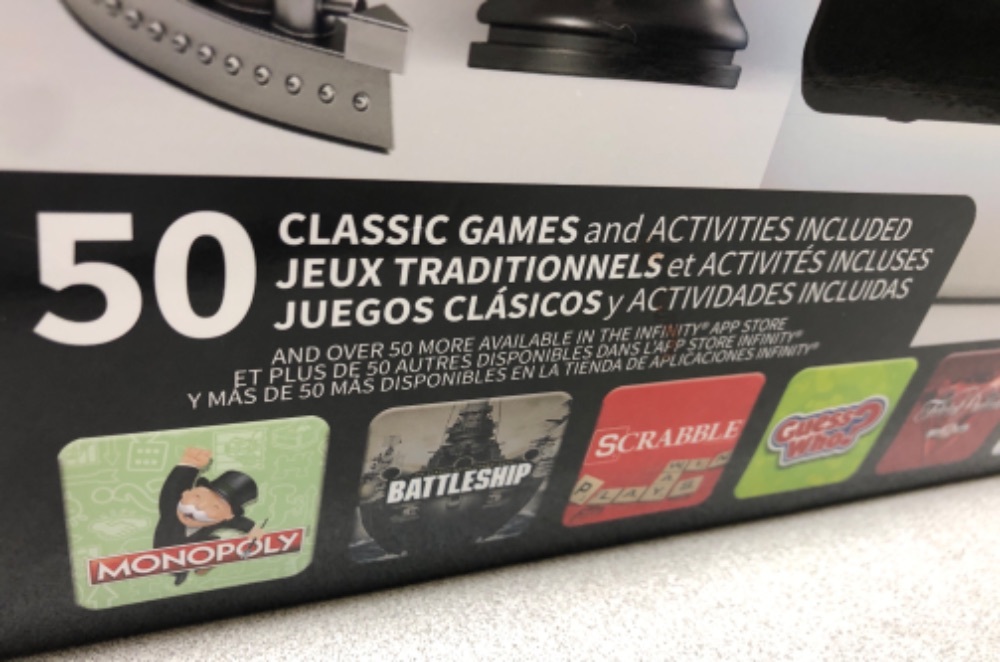 50
CLASSIC GAMES and ACTIVITIES INCLUDED
JEUX TRADITIONNELS et ACTIVITÉS INCLUSES
JUEGOS CLÁSICOS y ACTIVIDADES INCLUIDAS
AND OVER 50 MORE AVAILABLE IN THE INFINITY® APP STORE
ET PLUS DE 50 AUTRES DISPONIBLES DANS L'APP STORE INFINITY®
Y MÁS DE 50 MÁS DISPONIBLES EN LA TIENDA DE APLICACIONES INFINITY®
MONOPOLY
BATTLESHIP
SCRABBLE
PLAYS
GUESS WHO?